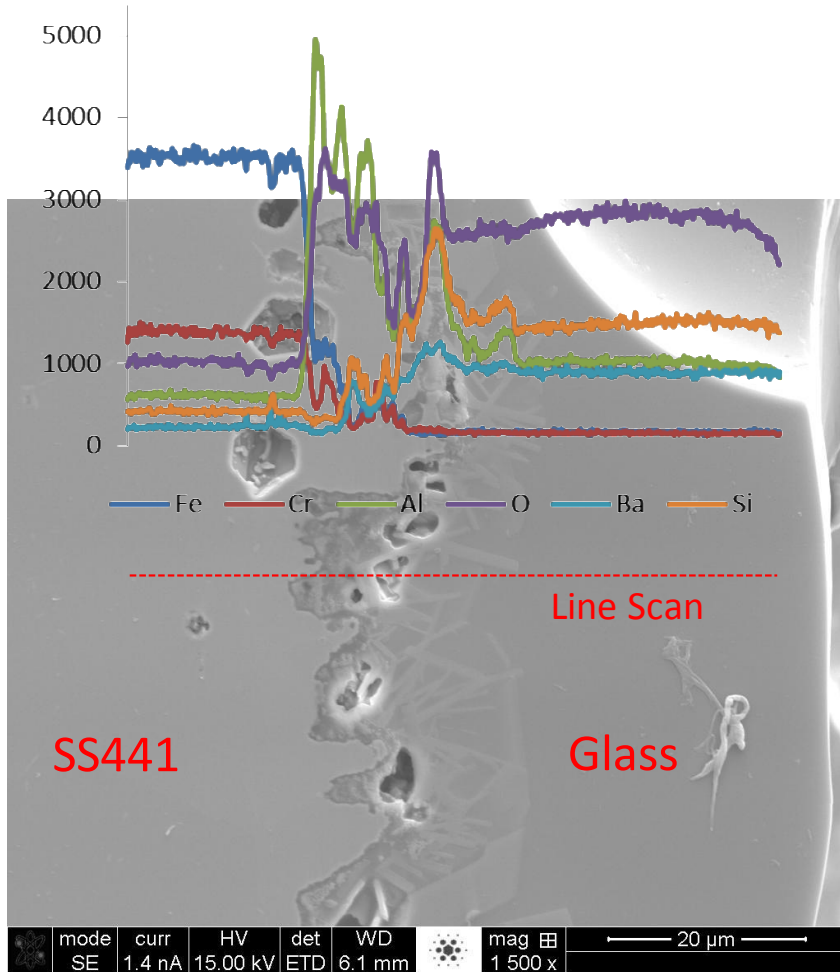 5000
4000
3000
2000
1000
0
Fe Cr Al O Ba Si
Line Scan
SS441 Glass
mode curr HV det WD mag 20 µm
SE 1.4 nA 15.00 kV ETD 6.1 mm 1 500 x